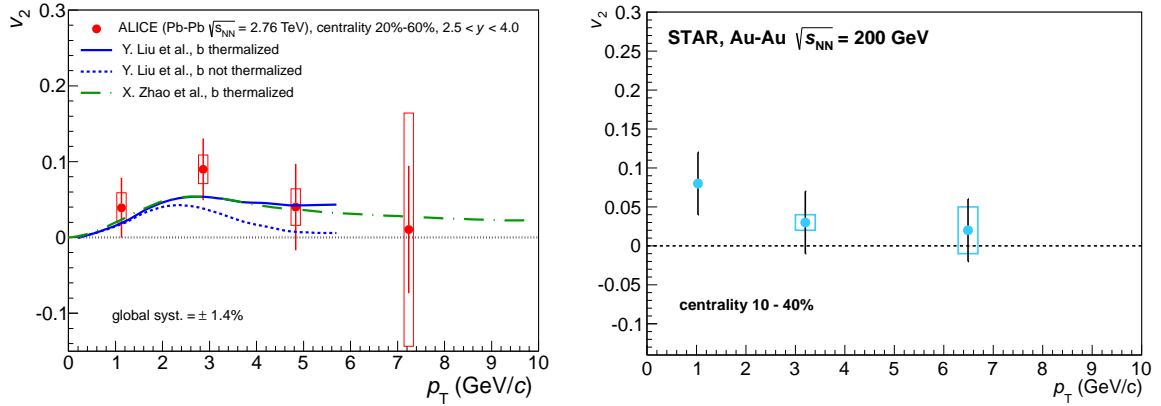 v2
ALICE (Pb-Pb √sNN = 2.76 TeV), centrality 20%-60%, 2.5 < y < 4.0
Y. Liu et al., b thermalized
Y. Liu et al., b not thermalized
X. Zhao et al., b thermalized
0.3
0.2
0.1
0
-0.1
global syst. = ± 1.4%
0 1 2 3 4 5 6 7 8 9 10
pT (GeV/c)
v2
STAR, Au-Au √sNN = 200 GeV
0.3
0.25
0.2
0.15
0.1
0.05
0
-0.05
-0.1
centrality 10 - 40%
0 1 2 3 4 5 6 7 8 9 10
pT (GeV/c)